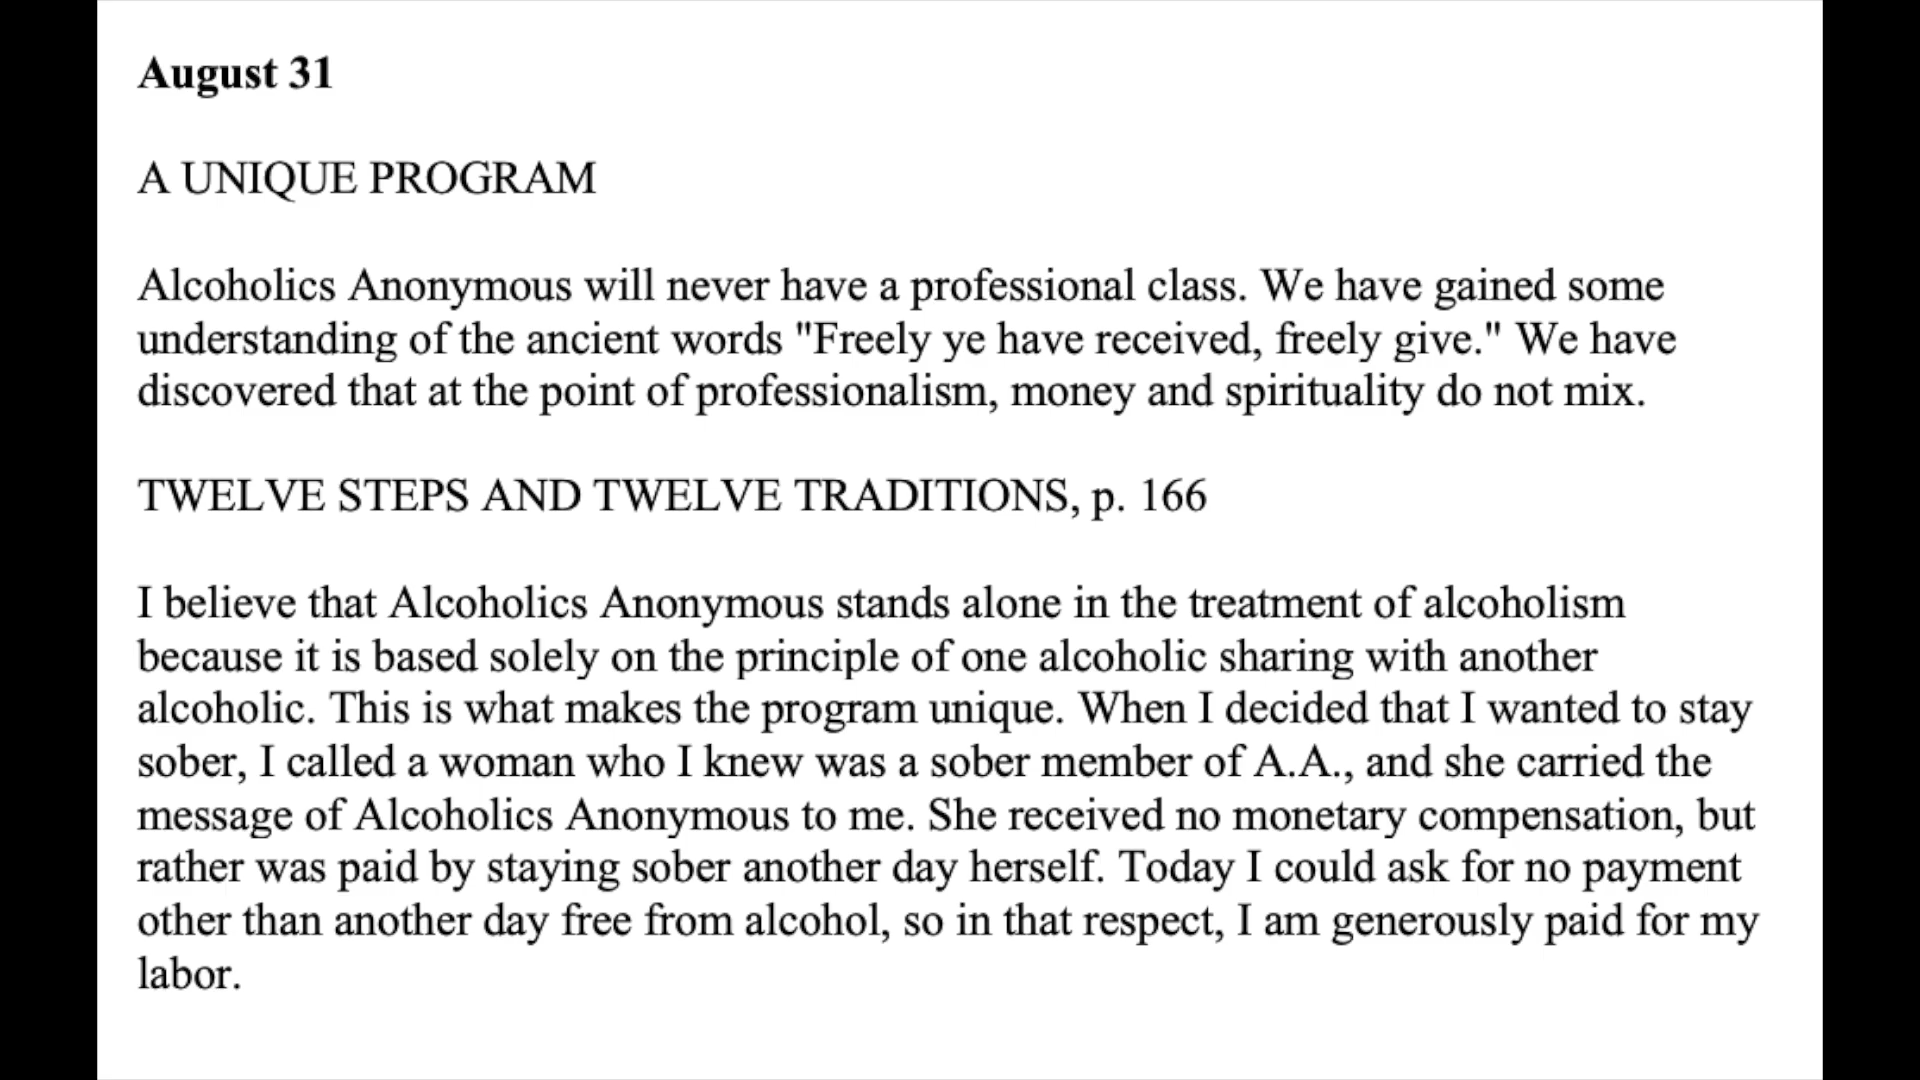 August 31
A UNIQUE PROGRAM
Alcoholics Anonymous will never have a professional class. We have gained some
understanding of the ancient words "Freely ye have received, freely give." We have
discovered that at the point of professionalism, money and spirituality do not mix.
TWELVE STEPS AND TWELVE TRADITIONS, p. 166
I believe that Alcoholics Anonymous stands alone in the treatment of alcoholism
because it is based solely on the principle of one alcoholic sharing with another
alcoholic. This is what makes the program unique. When I decided that I wanted to stay
sober, I called a woman who I knew was a sober member of A.A., and she carried the
message of Alcoholics Anonymous to me. She received no monetary compensation, but
rather was paid by staying sober another day herself. Today I could ask for no payment
other than another day free from alcohol, so in that respect, I am generously paid for my
labor.